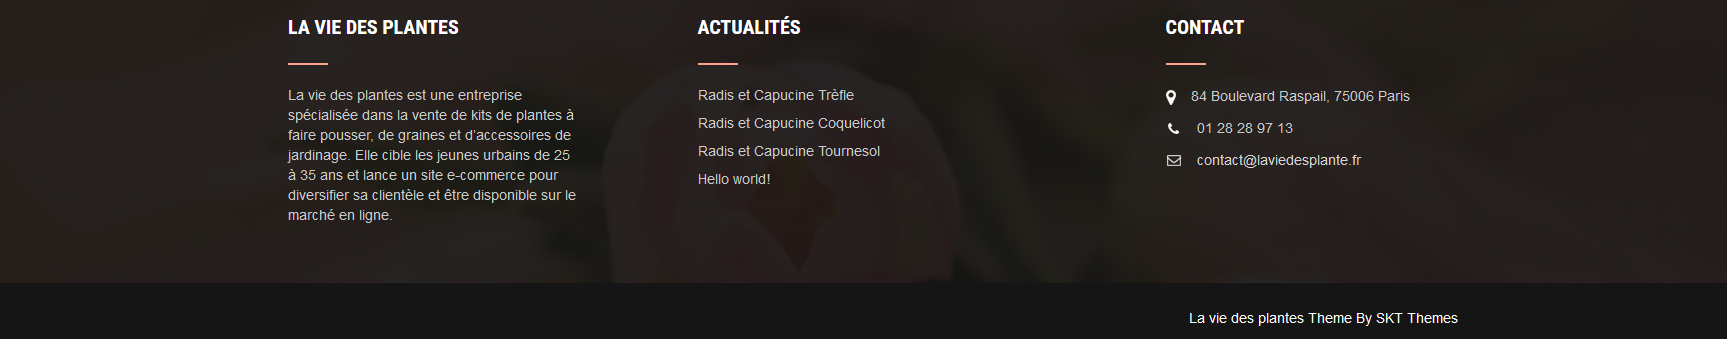 LA VIE DES PLANTES
La vie des plantes est une entreprise
spécialisée dans la vente de kits de plantes à
faire pousser, de graines et d'accessoires de
jardinage. Elle cible les jeunes urbains de 25
à 35 ans et lance un site e-commerce pour
diversifier sa clientèle et être disponible sur le
marché en ligne.
ACTUALITÉS
Radis et Capucine Trèfle
Radis et Capucine Coquelicot
Radis et Capucine Tournesol
Hello world!
CONTACT
84 Boulevard Raspail, 75006 Paris
01 28 28 97 13
contact@laviedesplante.fr
La vie des plantes Theme By SKT Themes